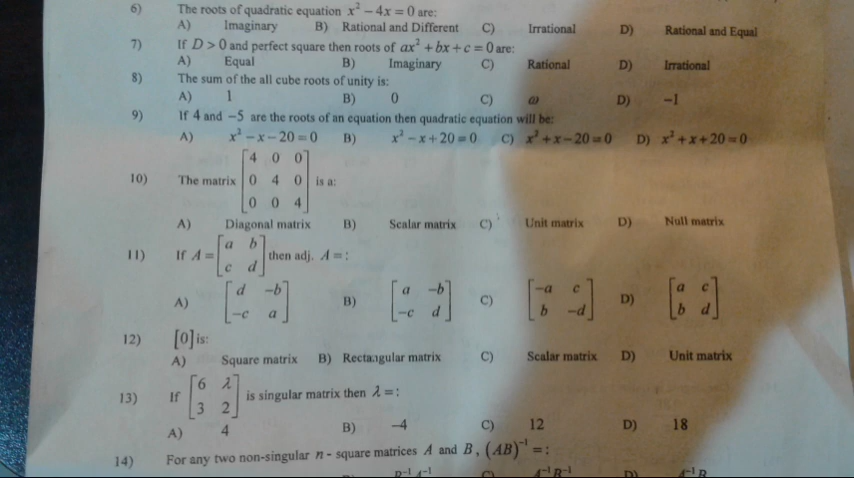 6) The roots of quadratic equation x² – 4x = 0 are:
A) Imaginary B) Rational and Different C) Irrational D) Rational and Equal
7) If D > 0 and perfect square then roots of ax² + bx + c = 0 are:
A) Equal B) Imaginary C) Rational D) Irrational
8) The sum of the all cube roots of unity is:
A) 1 B) 0 C) ω D) –1
9) If 4 and –5 are the roots of an equation then quadratic equation will be:
A) x² – x – 20 = 0 B) x² – x + 20 = 0 C) x² + x – 20 = 0 D) x² + x + 20 = 0
10) The matrix [4 0 0; 0 4 0; 0 0 4] is a:
A) Diagonal matrix B) Scalar matrix C) Unit matrix D) Null matrix
11) If A = [a b; c d] then adj. A = :
A) [d –b; –c a] B) [a –b; –c d] C) [–a c; b –d] D) [a c; b d]
12) [0] is:
A) Square matrix B) Rectangular matrix C) Scalar matrix D) Unit matrix
13) If [6 λ; 3 2] is singular matrix then λ = :
A) 4 B) –4 C) 12 D) 18
14) For any two non-singular n - square matrices A and B, (AB)⁻¹ = :
B⁻¹A⁻¹ C) A⁻¹B⁻¹ D) A⁻¹B